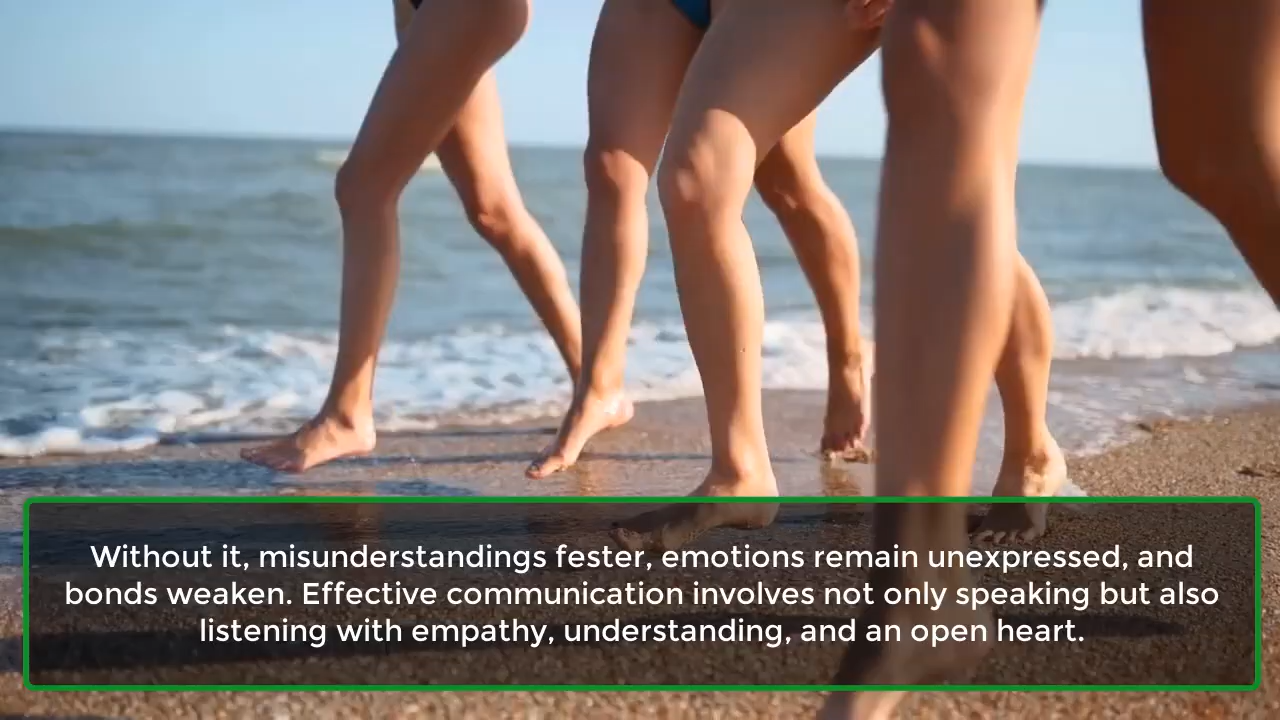 Without it, misunderstandings fester, emotions remain unexpressed, and
bonds weaken. Effective communication involves not only speaking but also
listening with empathy, understanding, and an open heart.